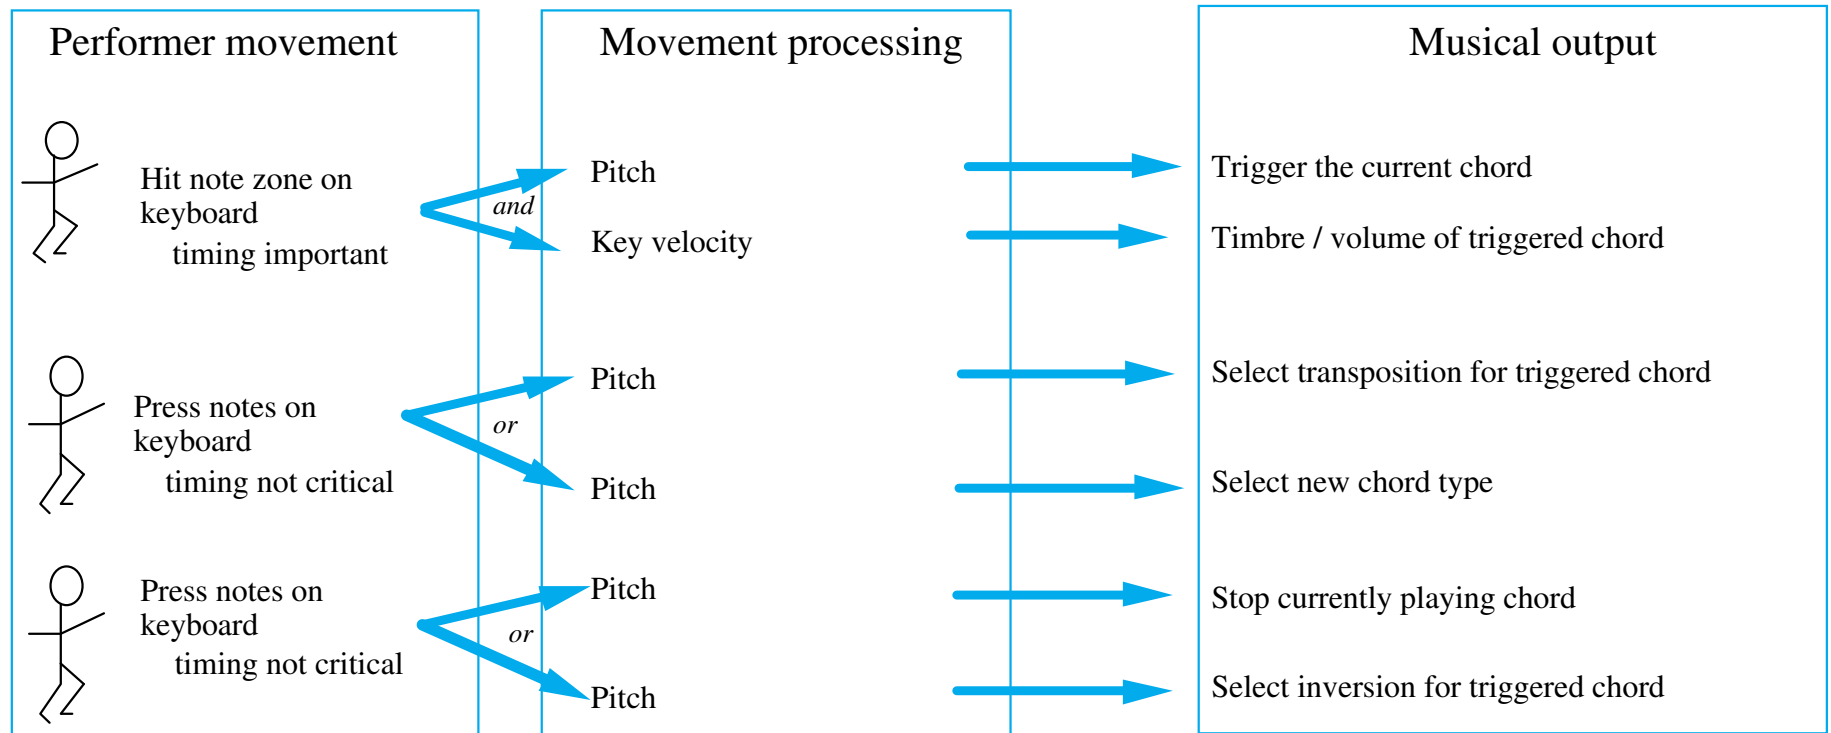 Performer movement
Movement processing
Musical output
Hit note zone on
keyboard
timing important
and
Pitch
Key velocity
Trigger the current chord
Timbre / volume of triggered chord
Press notes on
keyboard
timing not critical
or
Pitch
Pitch
Select transposition for triggered chord
Select new chord type
Press notes on
keyboard
timing not critical
or
Pitch
Pitch
Stop currently playing chord
Select inversion for triggered chord